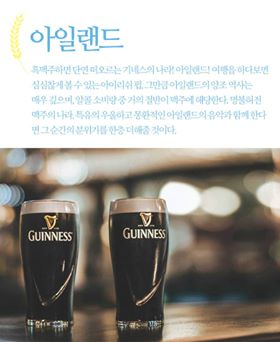 아일랜드
흑맥주하면 단연 떠오르는 기네스의 나라! 아일랜드! 여행을 하다보면
심심찮게 볼 수 있는 아이리쉬 펍, 그만큼 아일랜드의 양조 역사는
매우 깊으며, 알콜 소비량 중 거의 절반이 맥주에 해당한다. 명불허전
맥주의 나라. 특유의 우울하고 몽환적인 아일랜드의 음악과 함께 한다
면 그 순간의 분위기를 한층 더해줄 것이다.
GUINNESS GUINNESS